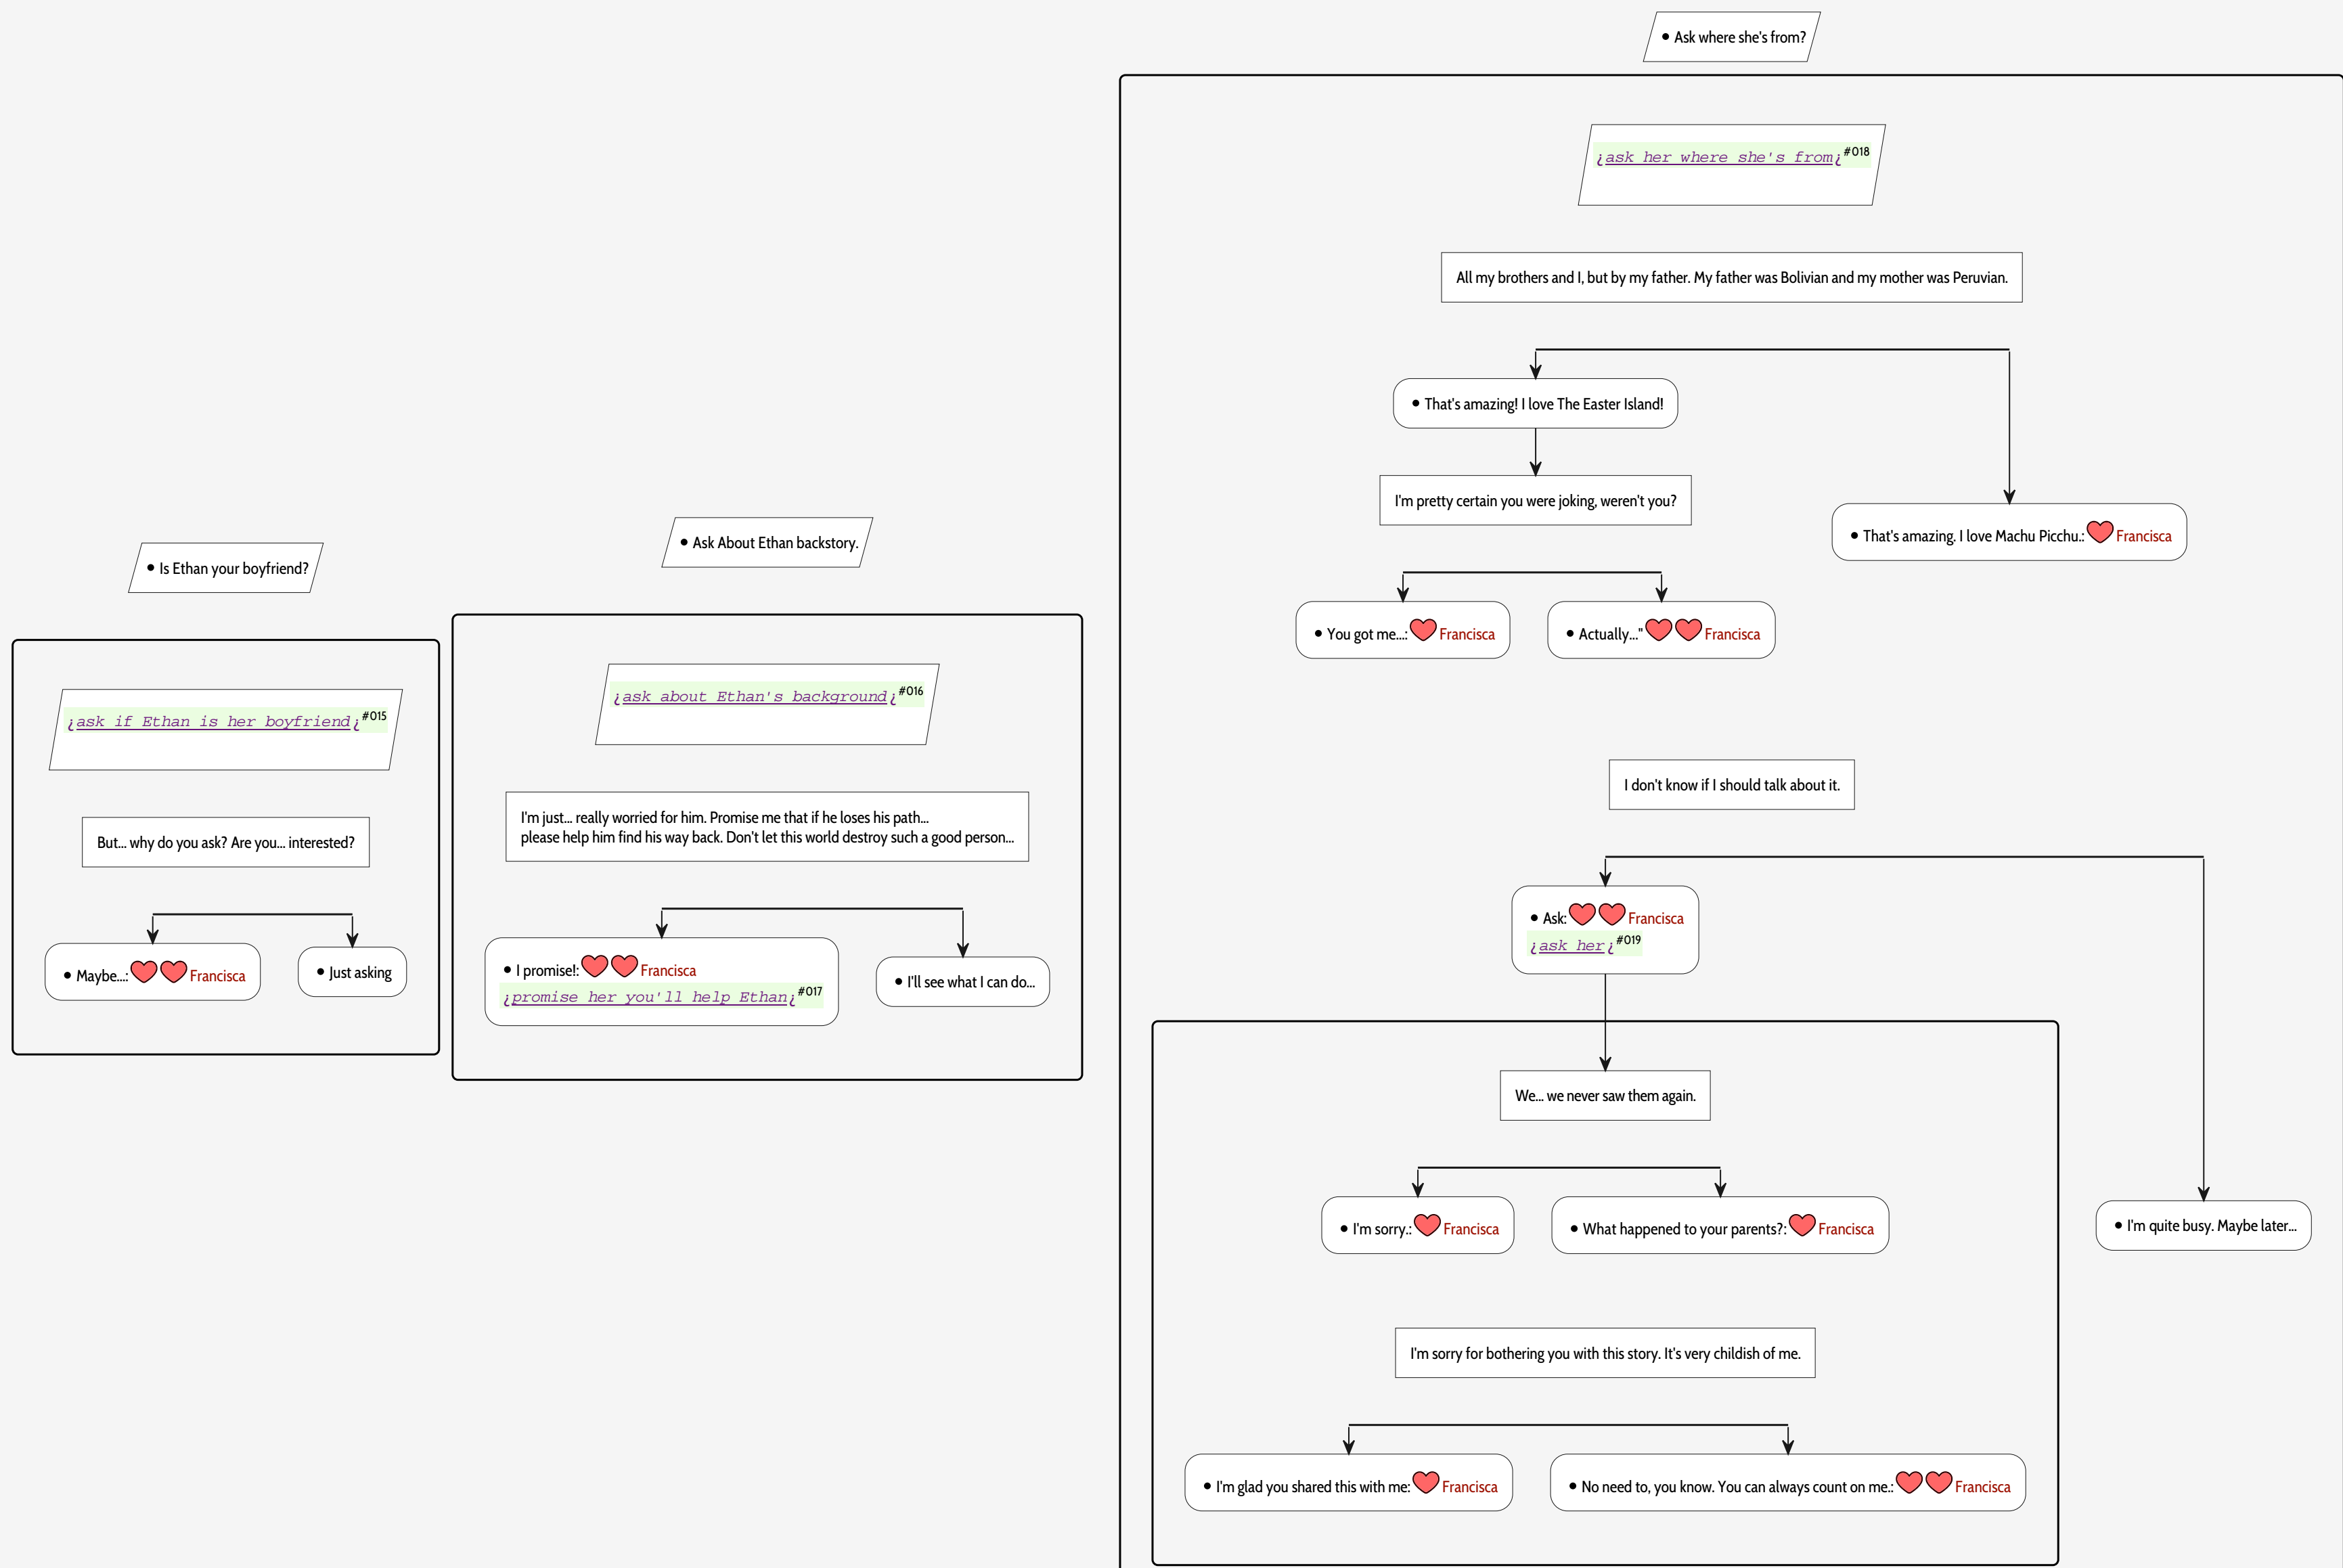 • Is Ethan your boyfriend?
¿ask if Ethan is her boyfriend¿#015
But... why do you ask? Are you... interested?
• Maybe...: Francisca
• Just asking
• Ask About Ethan backstory.
¿ask about Ethan's background¿#016
I'm just... really worried for him. Promise me that if he loses his path...
please help him find his way back. Don't let this world destroy such a good person...
• I promise!: Francisca
¿promise her you'll help Ethan¿#017
• I'll see what I can do...
• Ask where she's from?
¿ask her where she's from¿#018
All my brothers and I, but by my father. My father was Bolivian and my mother was Peruvian.
• That's amazing! I love The Easter Island!
I'm pretty certain you were joking, weren't you?
• You got me...: Francisca
• Actually..." Francisca
• That's amazing. I love Machu Picchu.: Francisca
I don't know if I should talk about it.
• Ask: Francisca
¿ask her¿#019
We... we never saw them again.
• I'm sorry.: Francisca
• What happened to your parents?: Francisca
I'm sorry for bothering you with this story. It's very childish of me.
• I'm glad you shared this with me: Francisca
• No need to, you know. You can always count on me.: Francisca
• I'm quite busy. Maybe later...